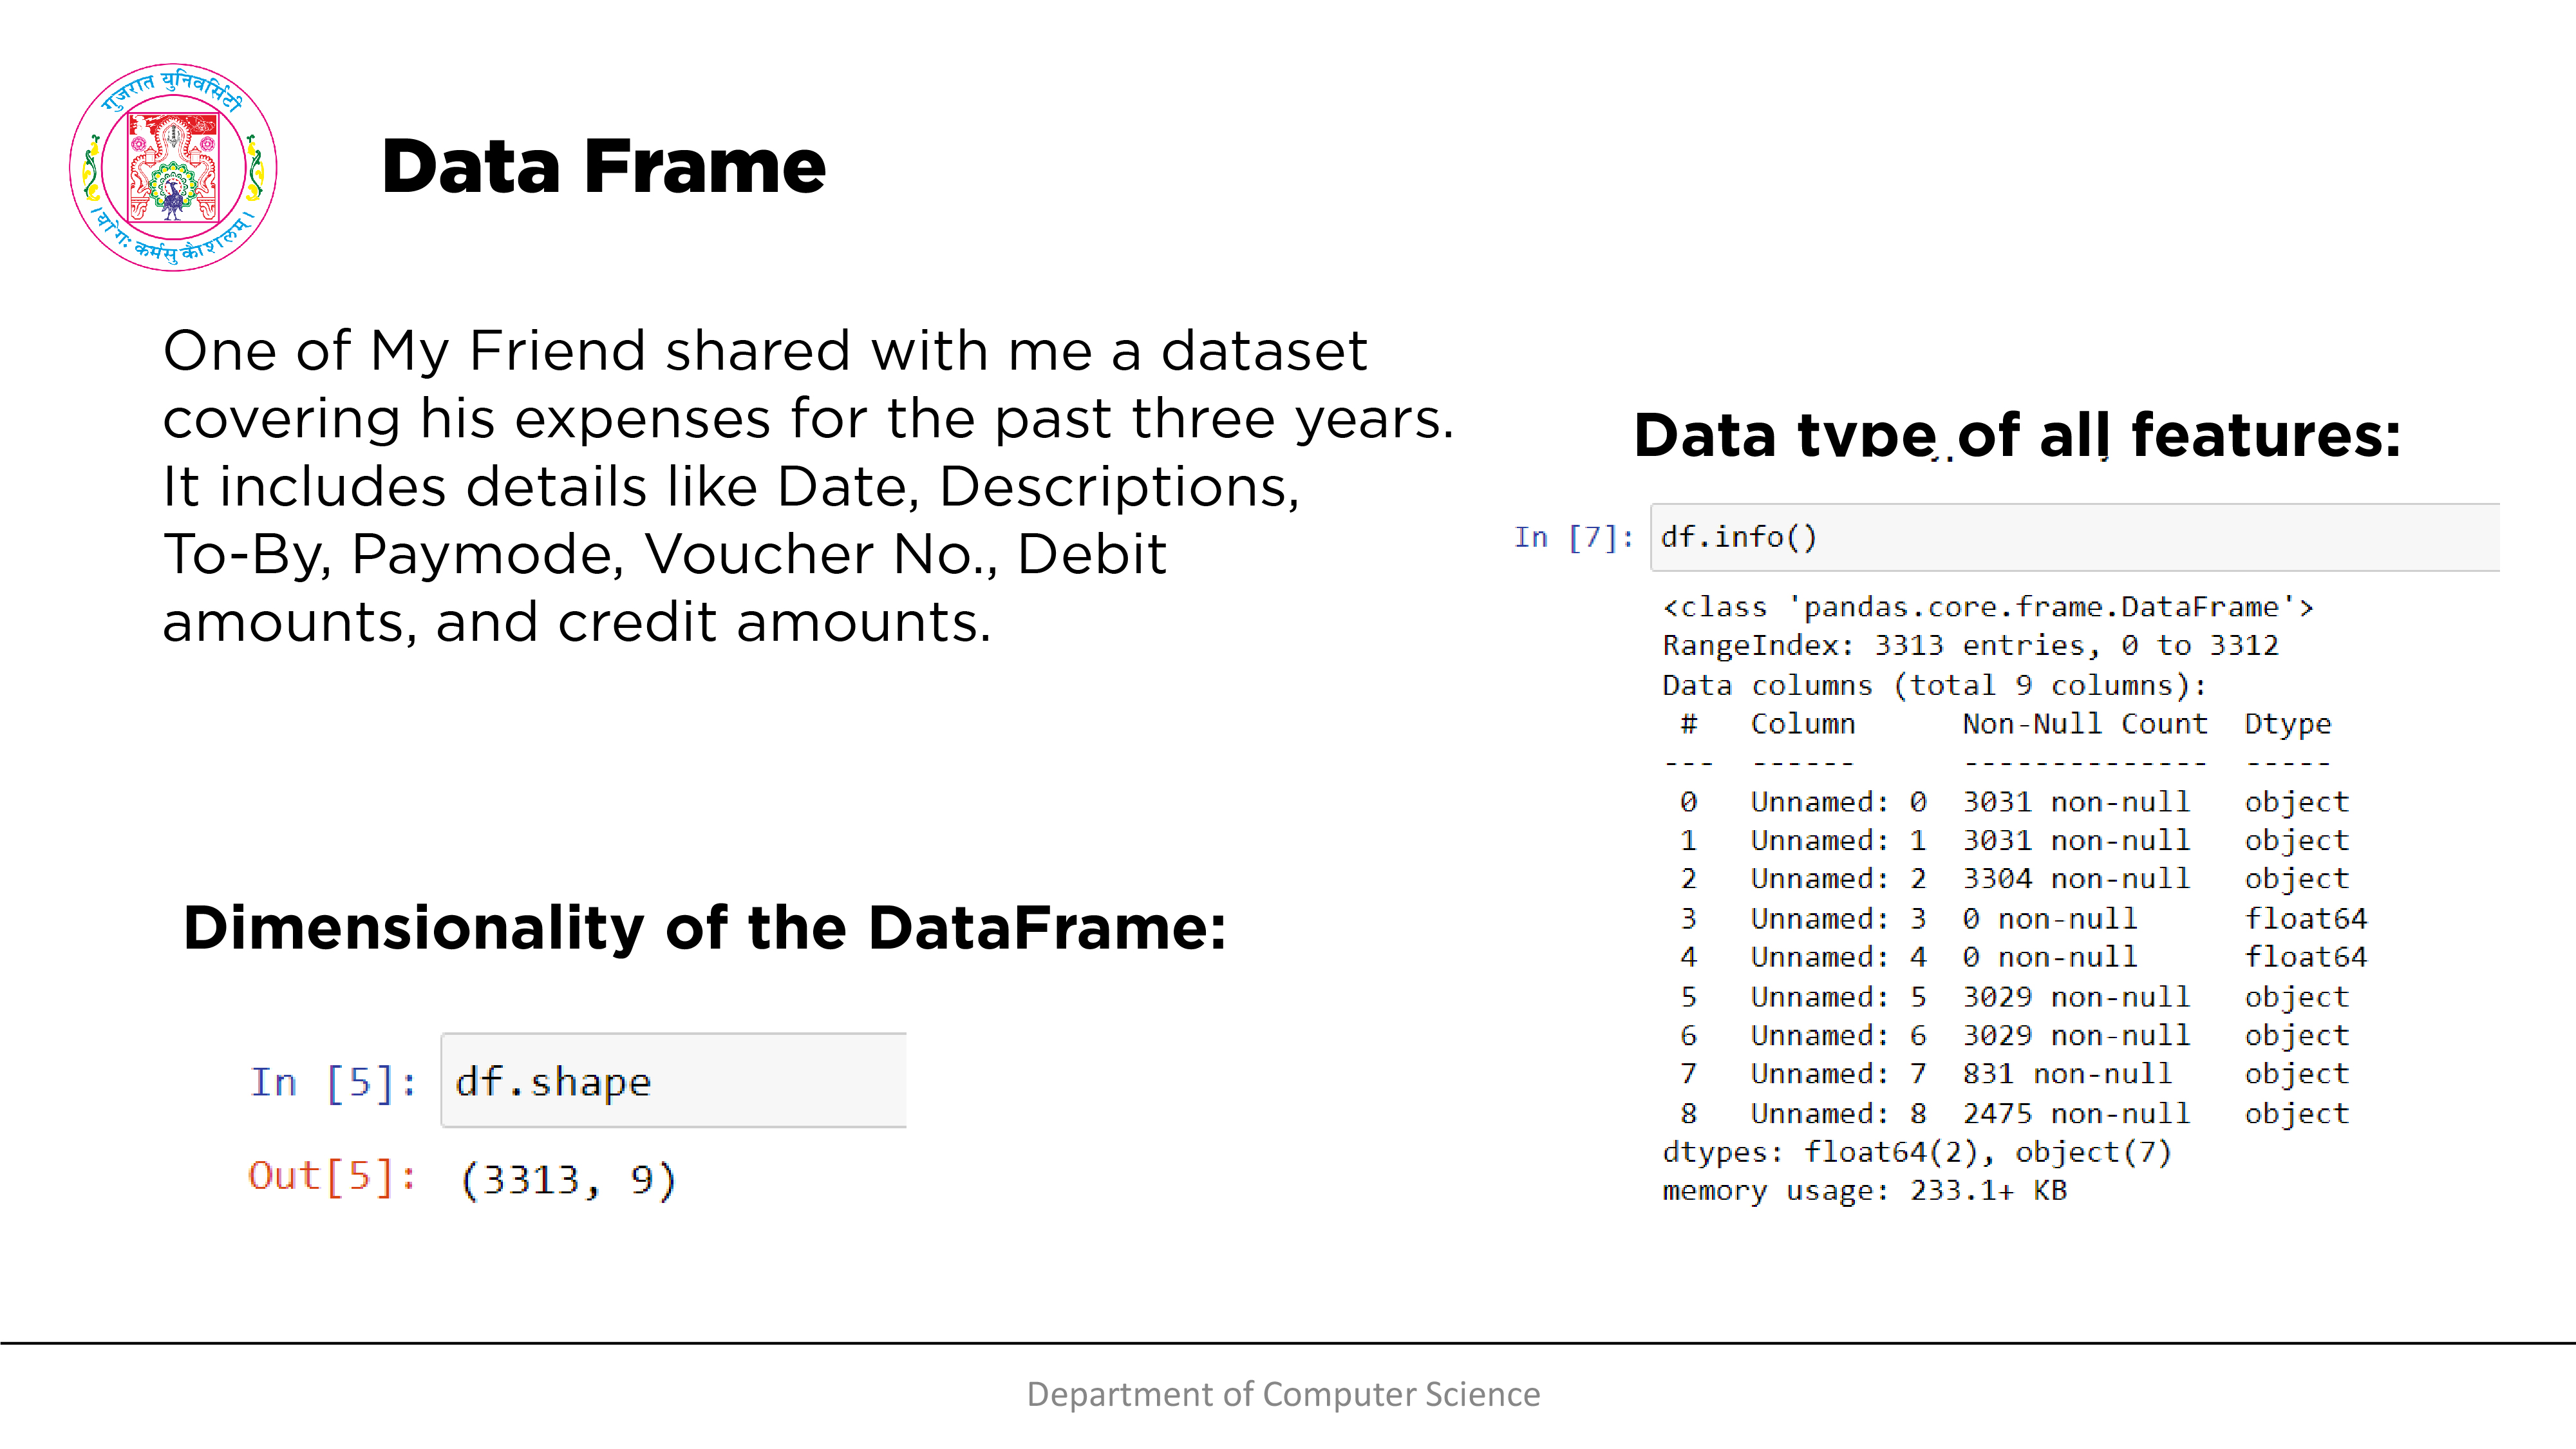 गुजरात युनिवर्सिटी
। योगः कर्मसु कौशलम् ।
Data Frame
One of My Friend shared with me a dataset
covering his expenses for the past three years.
It includes details like Date, Descriptions,
To-By, Paymode, Voucher No., Debit
amounts, and credit amounts.
Dimensionality of the DataFrame:
In [5]: df.shape
Out[5]: (3313, 9)
Data type of all features:
In [7]: df.info()
<class 'pandas.core.frame.DataFrame'>
RangeIndex: 3313 entries, 0 to 3312
Data columns (total 9 columns):
# Column Non-Null Count Dtype
--- ------ -------------- -----
0 Unnamed: 0 3031 non-null object
1 Unnamed: 1 3031 non-null object
2 Unnamed: 2 3304 non-null object
3 Unnamed: 3 0 non-null float64
4 Unnamed: 4 0 non-null float64
5 Unnamed: 5 3029 non-null object
6 Unnamed: 6 3029 non-null object
7 Unnamed: 7 831 non-null object
8 Unnamed: 8 2475 non-null object
dtypes: float64(2), object(7)
memory usage: 233.1+ KB
Department of Computer Science